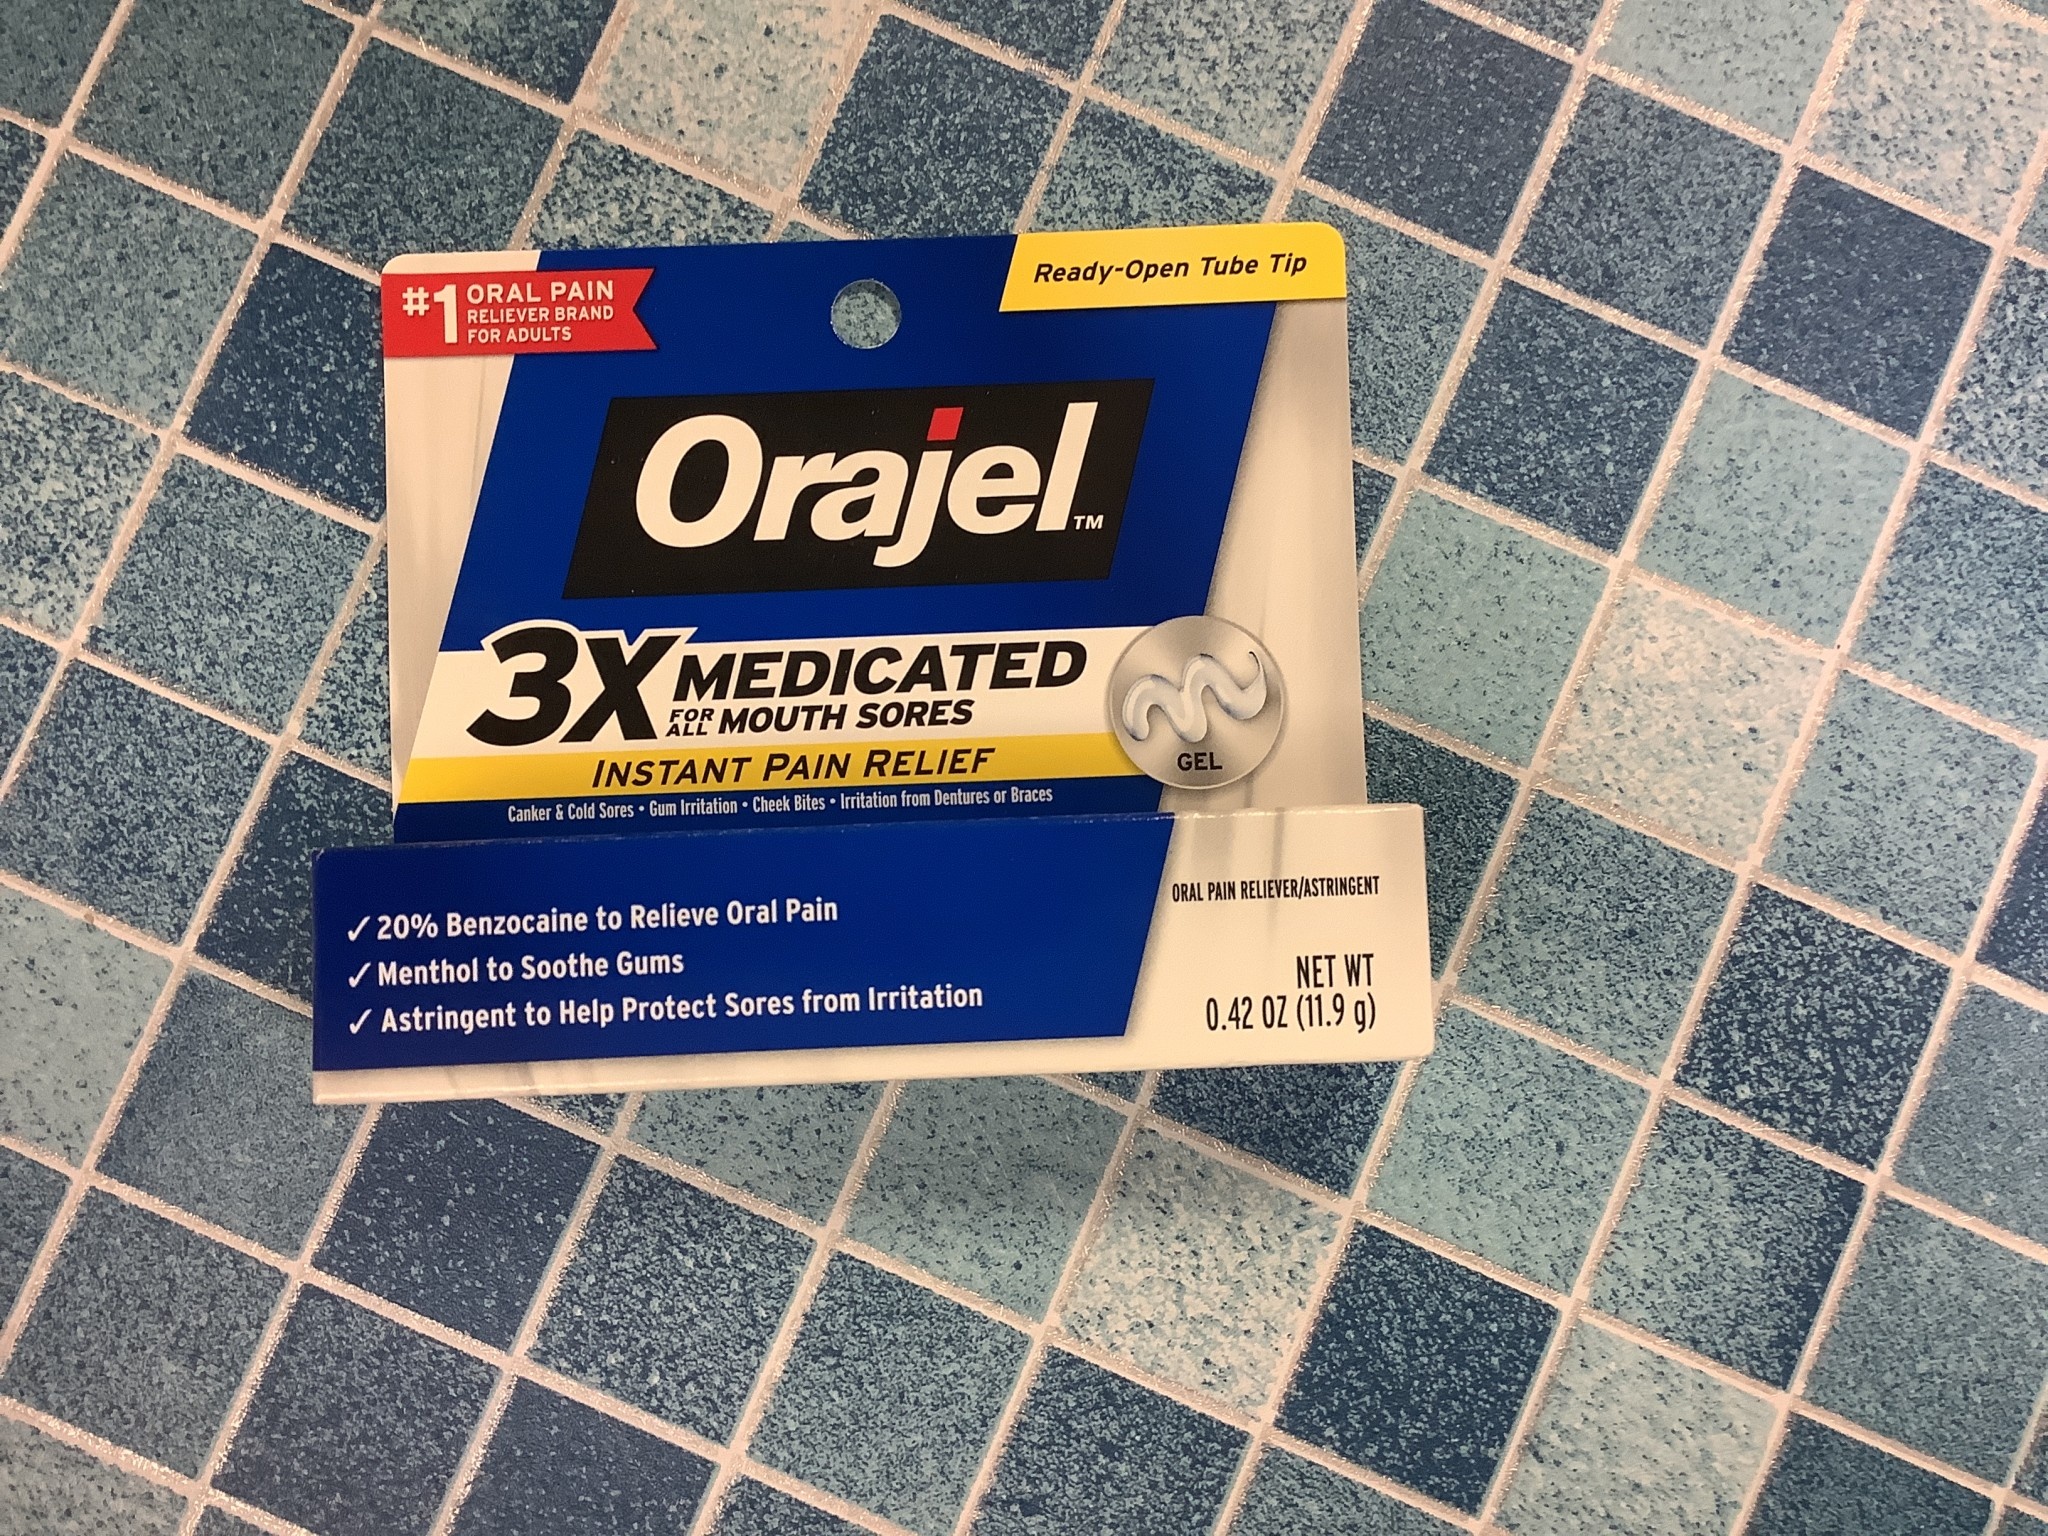 #1 ORAL PAIN
RELIEVER BRAND
FOR ADULTS
Ready-Open Tube Tip
Orajel™
3X MEDICATED
FOR ALL MOUTH SORES
INSTANT PAIN RELIEF
GEL
Canker & Cold Sores • Gum Irritation • Cheek Bites • Irritation from Dentures or Braces
✓ 20% Benzocaine to Relieve Oral Pain
✓ Menthol to Soothe Gums
✓ Astringent to Help Protect Sores from Irritation
ORAL PAIN RELIEVER/ASTRINGENT
NET WT
0.42 OZ (11.9 g)